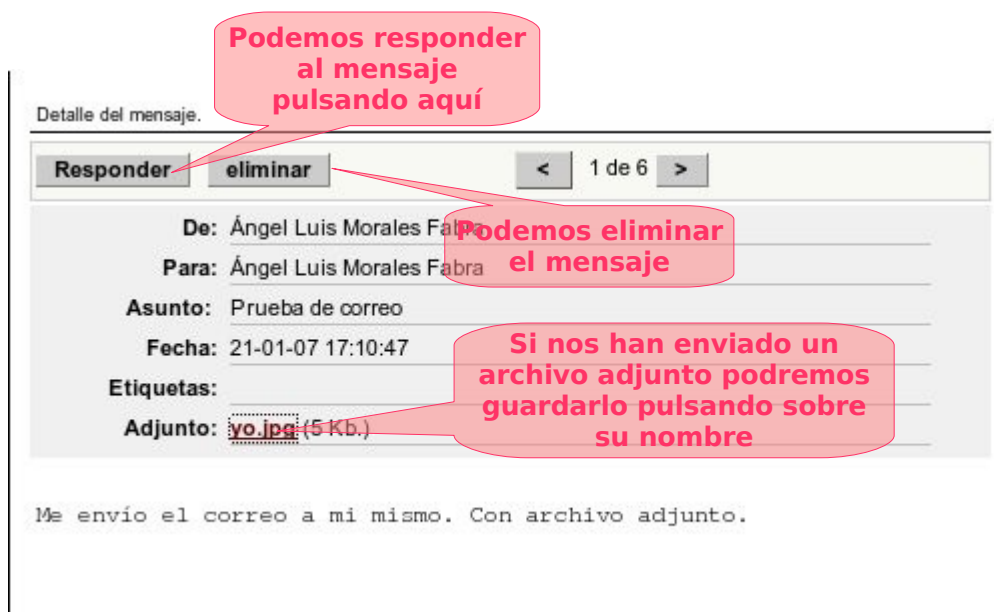 Podemos responder
al mensaje
pulsando aquí
Detalle del mensaje.
Responder eliminar < 1 de 6 >
De: Ángel Luis Morales Fabra
Podemos eliminar
el mensaje
Para: Ángel Luis Morales Fabra
Asunto: Prueba de correo
Fecha: 21-01-07 17:10:47
Si nos han enviado un
archivo adjunto podremos
guardarlo pulsando sobre
su nombre
Etiquetas:
Adjunto: yo.jpg (5 Kb.)
Me envío el correo a mi mismo. Con archivo adjunto.